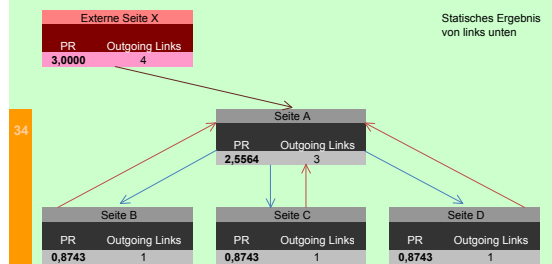 Externe Seite X
PR Outgoing Links
3,0000 4
Statisches Ergebnis
von links unten
34
Seite A
PR Outgoing Links
2,5564 3
Seite B Seite C Seite D
PR Outgoing Links PR Outgoing Links PR Outgoing Links
0,8743 1 0,8743 1 0,8743 1